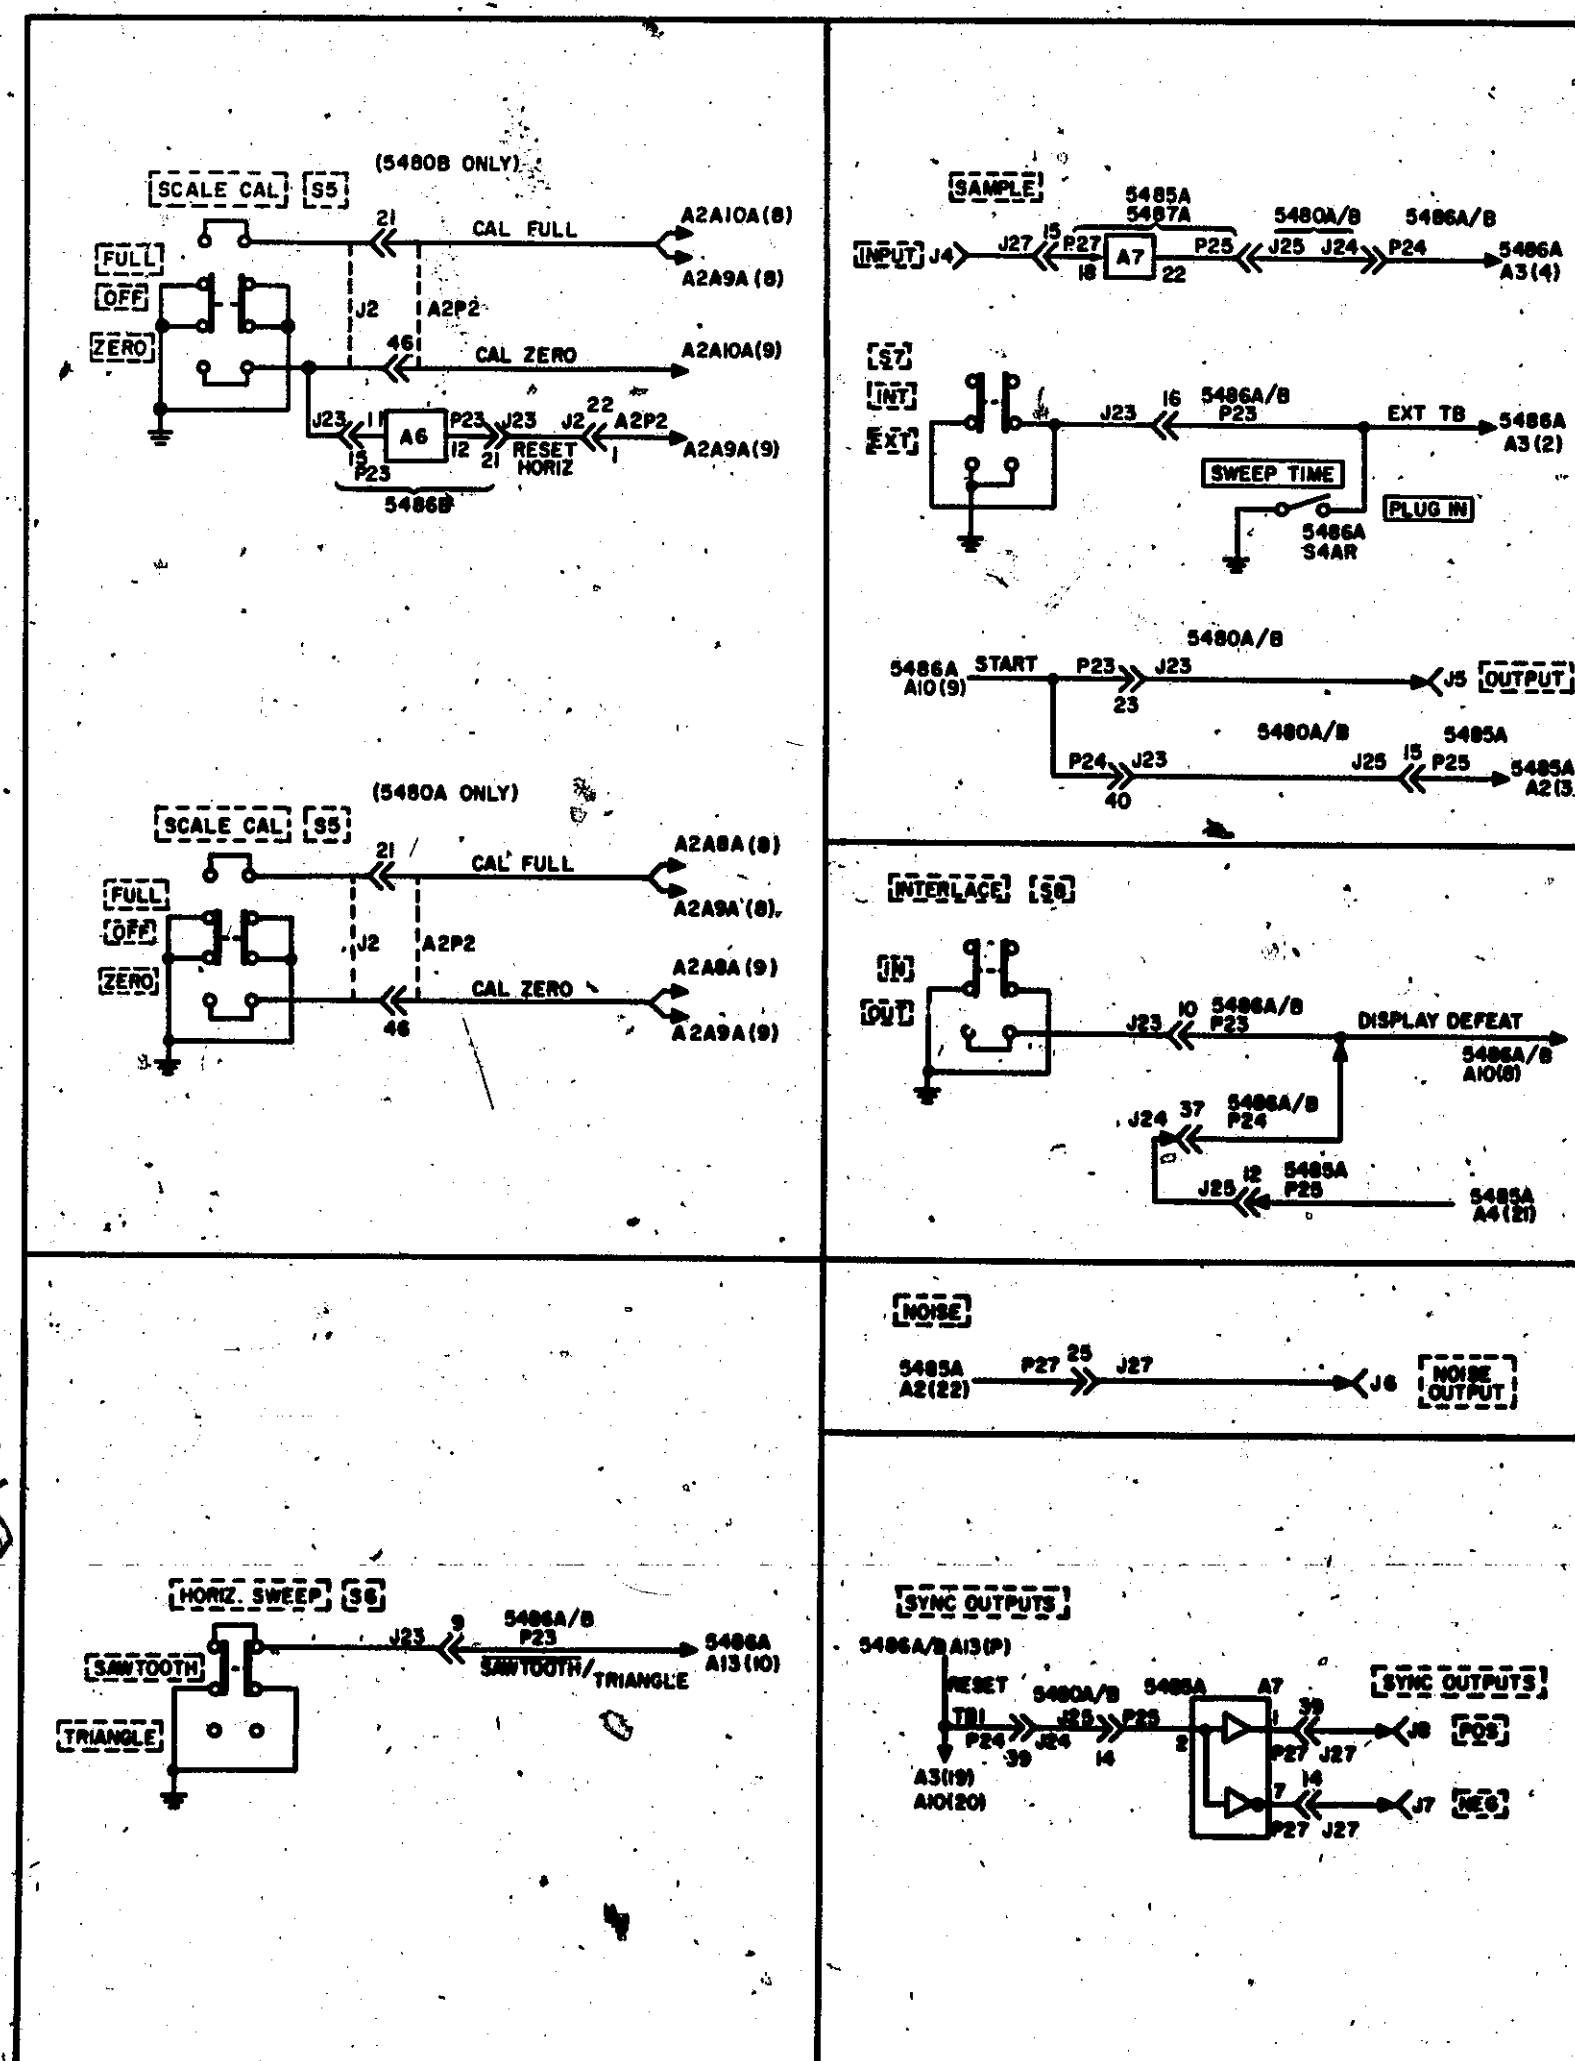 (5480B ONLY)
SCALE CAL S5
21
CAL FULL
A2A10A(8)
A2A9A(8)
FULL
OFF
ZERO
J2
A2P2
46
CAL ZERO
A2A10A(9)
J23 11
A6
P23 J23
J2 22 A2P2
15
P23
12 21
RESET
HORIZ
1
A2A9A(9)
5486B
(5480A ONLY)
SCALE CAL S5
21
CAL FULL
A2A8A(8)
A2A9A(8)
FULL
OFF
ZERO
J2
A2P2
46
CAL ZERO
A2A8A(9)
A2A9A(9)
HORIZ. SWEEP S6
SAWTOOTH
TRIANGLE
J23 9
5486A/B
P23
SAWTOOTH/TRIANGLE
5486A
A13(10)
SAMPLE
5485A
5487A
5480A/B
5486A/B
INPUT J4
J27 15 P27
18
A7
22
P25
J25 J24
P24
5486A
A3(4)
S7
INT
EXT
J23 16
5486A/B
P23
EXT TB
5486A
A3(2)
SWEEP TIME
PLUG IN
5486A
S4AR
5480A/B
5486A
A10(9)
START
P23 J23
23
J5 OUTPUT
5480A/B
5485A
P24 J23
40
J25 15 P25
5485A
A2(3
INTERLACE S8
IN
OUT
J23 10
5486A/B
P23
DISPLAY DEFEAT
5486A/B
A10(8)
J24 37
5486A/B
P24
J25 12
5485A
P25
5485A
A4(21)
NOISE
5485A
A2(22)
P27 25 J27
J6
NOISE
OUTPUT
SYNC OUTPUTS
5486A/B A13(P)
RESET
TB1
P24 39 J24
5480A/B
J25 14 P25
5485A
A7
2
1
39
P27 J27
J8 POS
SYNC OUTPUTS
A3(19)
A10(20)
7
14
P27 J27
J7 NEG